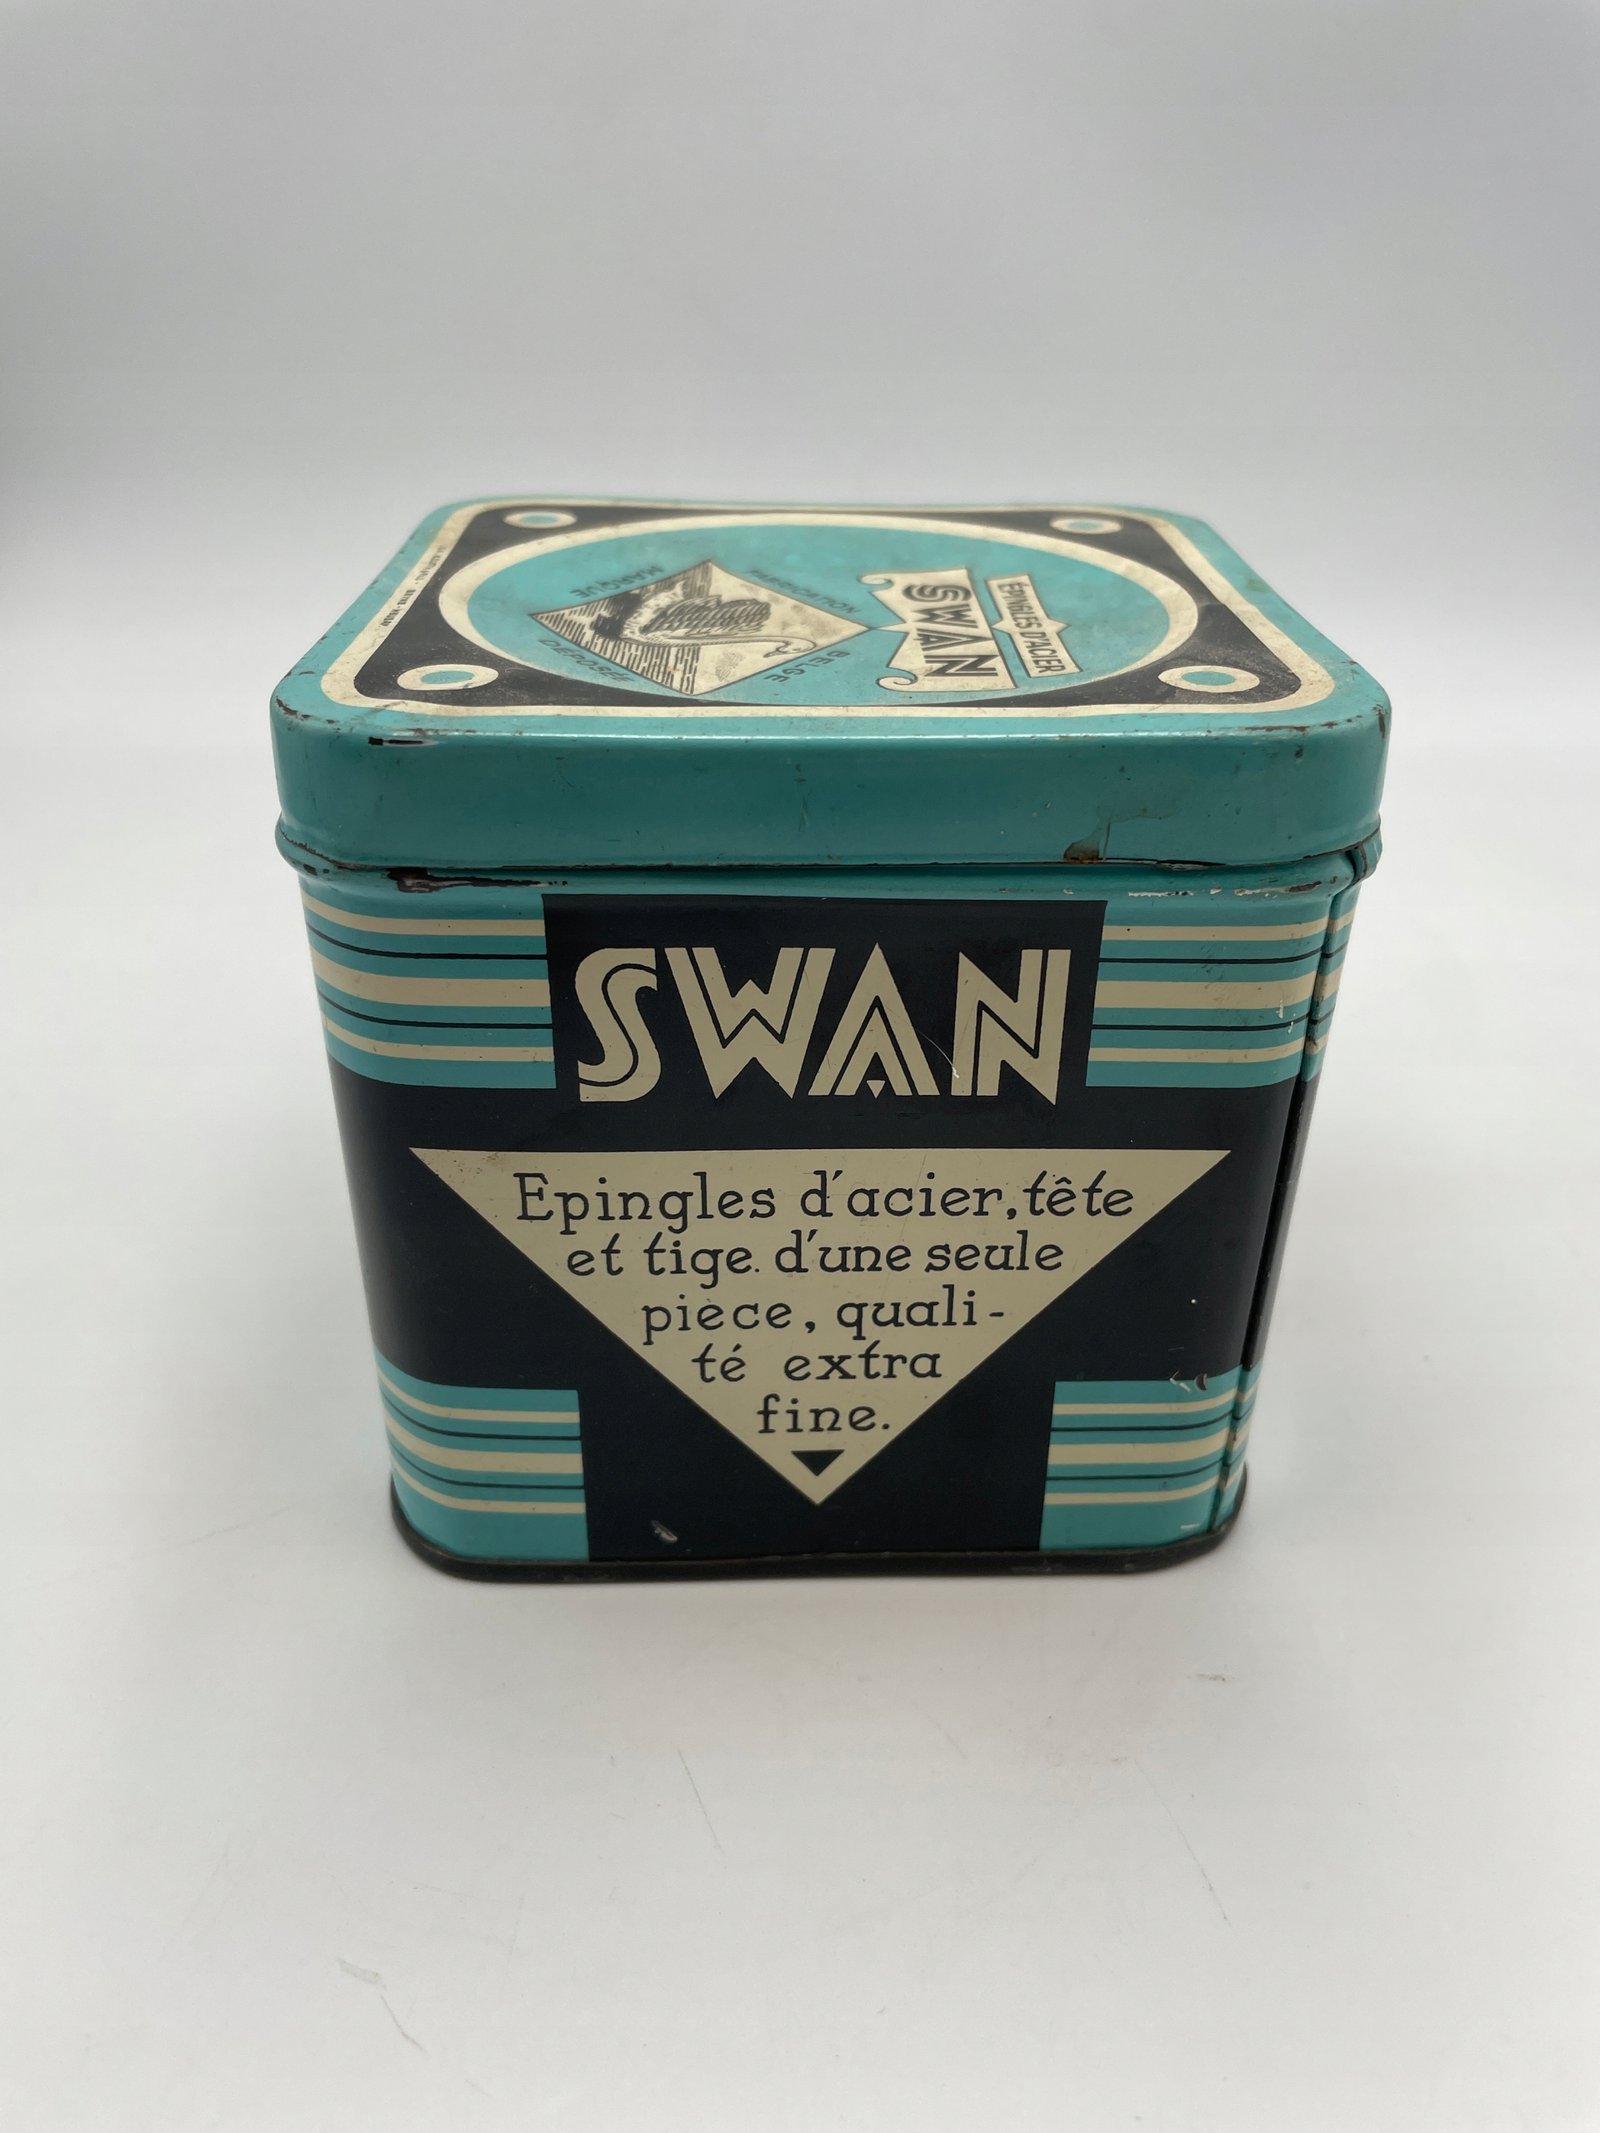 ÉPINGLES D'ACIER
SWAN
FABRICATION
BELGE
MARQUE
DÉPOSÉE
SWAN
Epingles d'acier, tête
et tige d'une seule
pièce, quali-
té extra
fine.